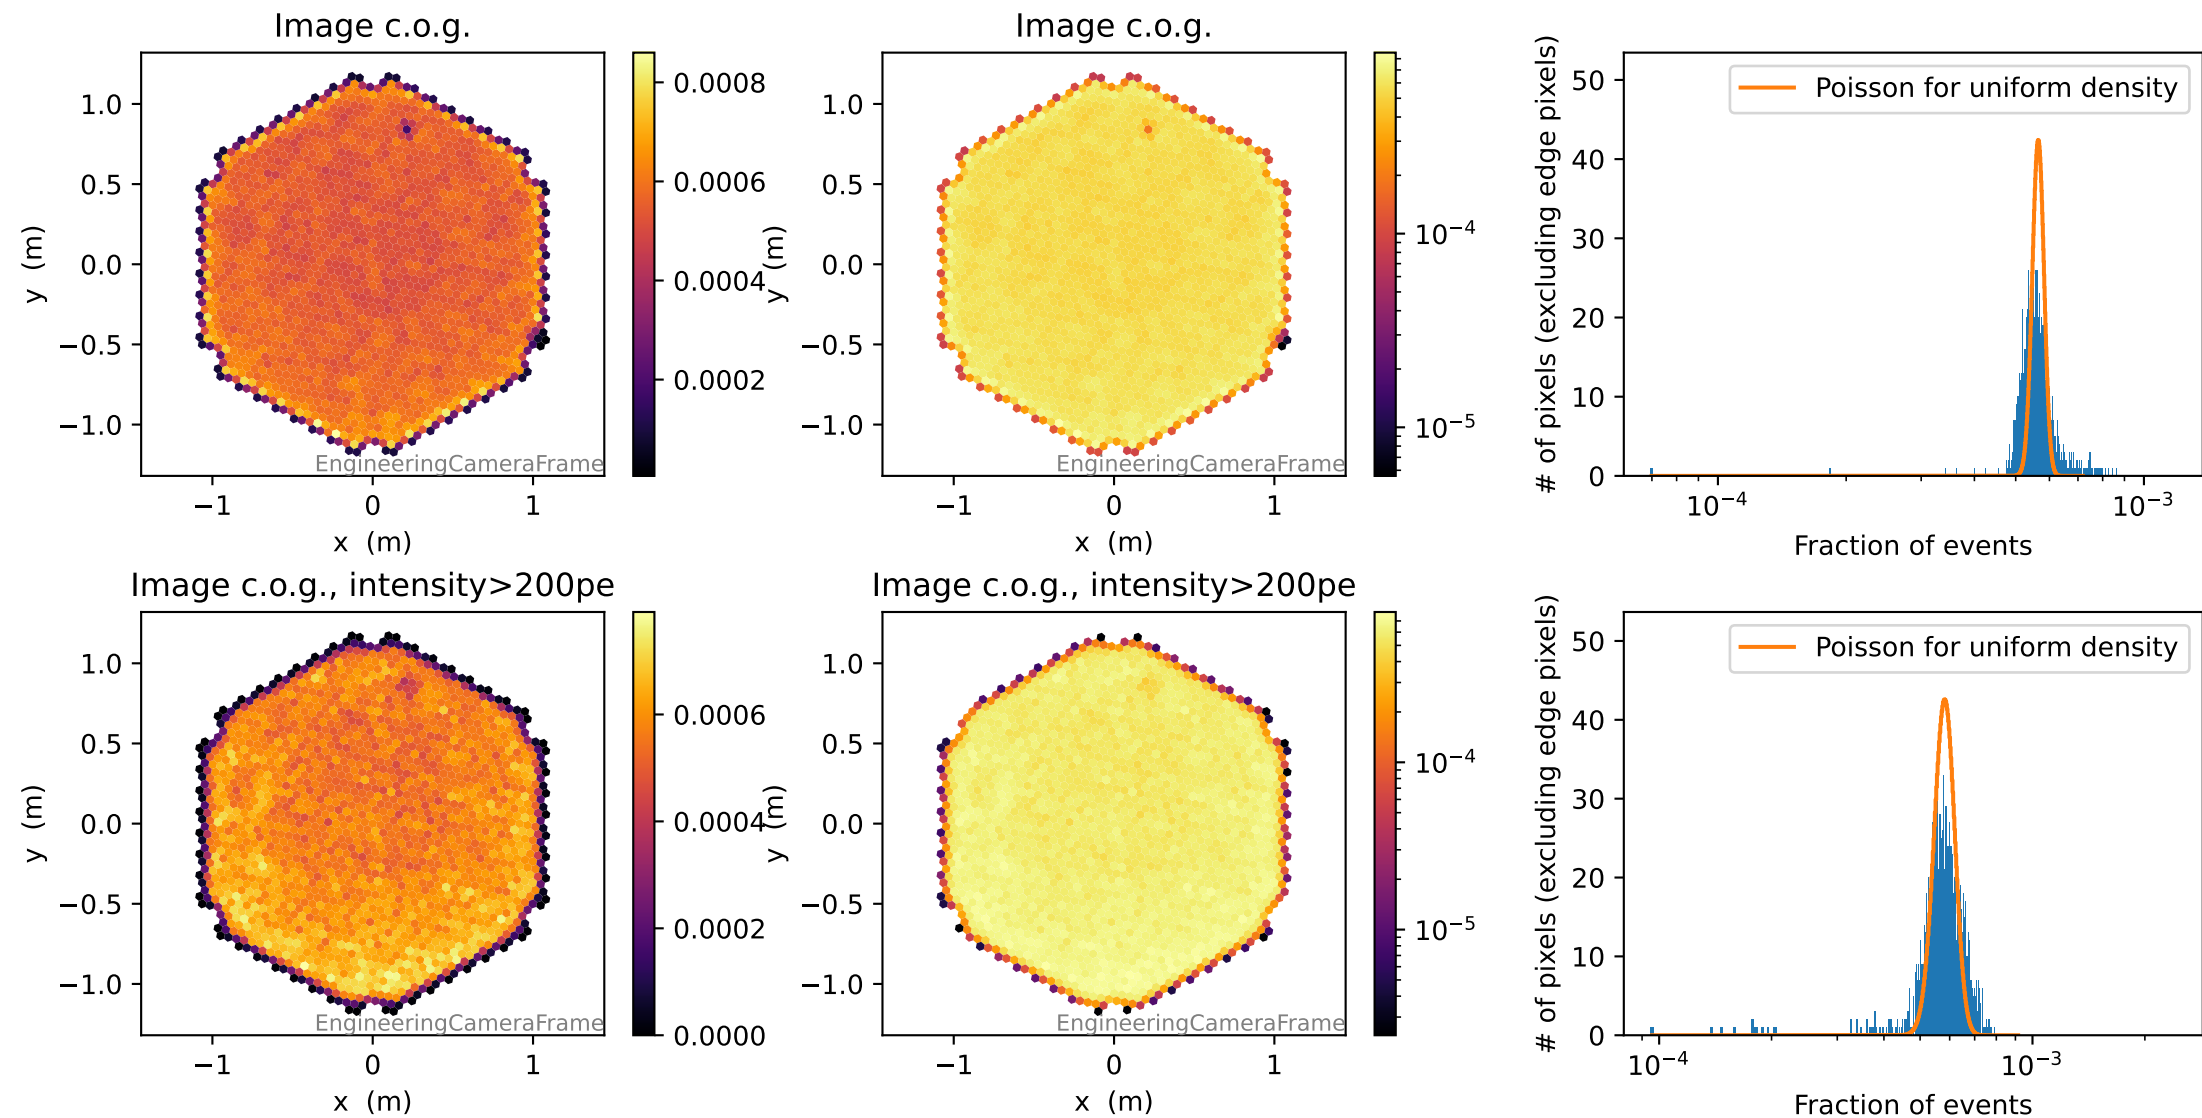 Image c.o.g.
1.0
0.5
0.0
−0.5
−1.0
y (m)
−1
0
1
x (m)
EngineeringCameraFrame
0.0008
0.0006
0.0004
0.0002
Image c.o.g.
1.0
0.5
0.0
−0.5
−1.0
y (m)
−1
0
1
x (m)
EngineeringCameraFrame
10⁻⁴
10⁻⁵
# of pixels (excluding edge pixels)
50
40
30
20
10
0
Poisson for uniform density
10⁻⁴
10⁻³
Fraction of events
Image c.o.g., intensity>200pe
1.0
0.5
0.0
−0.5
−1.0
y (m)
−1
0
1
x (m)
EngineeringCameraFrame
0.0006
0.0004
0.0002
0.0000
Image c.o.g., intensity>200pe
1.0
0.5
0.0
−0.5
−1.0
y (m)
−1
0
1
x (m)
EngineeringCameraFrame
10⁻⁴
10⁻⁵
# of pixels (excluding edge pixels)
50
40
30
20
10
0
Poisson for uniform density
10⁻⁴
10⁻³
Fraction of events